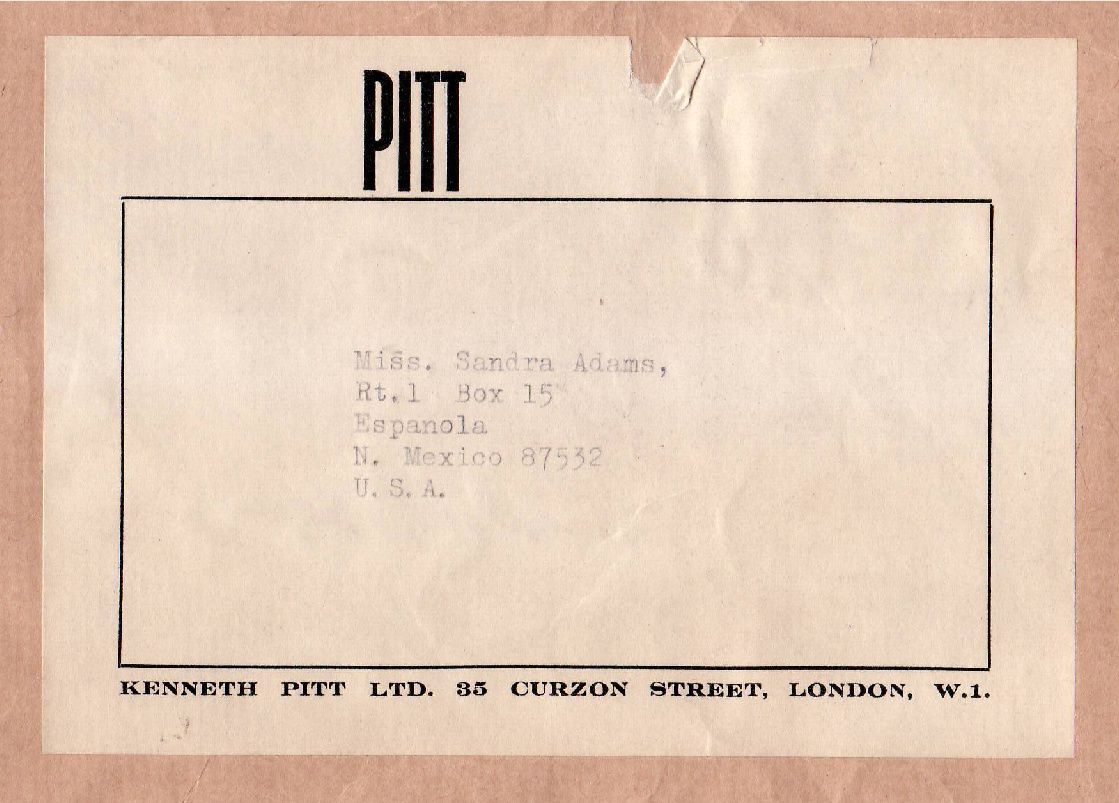 PITT
Miss. Sandra Adams,
Rt.1 Box 15
Espanola
N. Mexico 87532
U.S.A.
KENNETH PITT LTD. 35 CURZON STREET, LONDON, W.1.